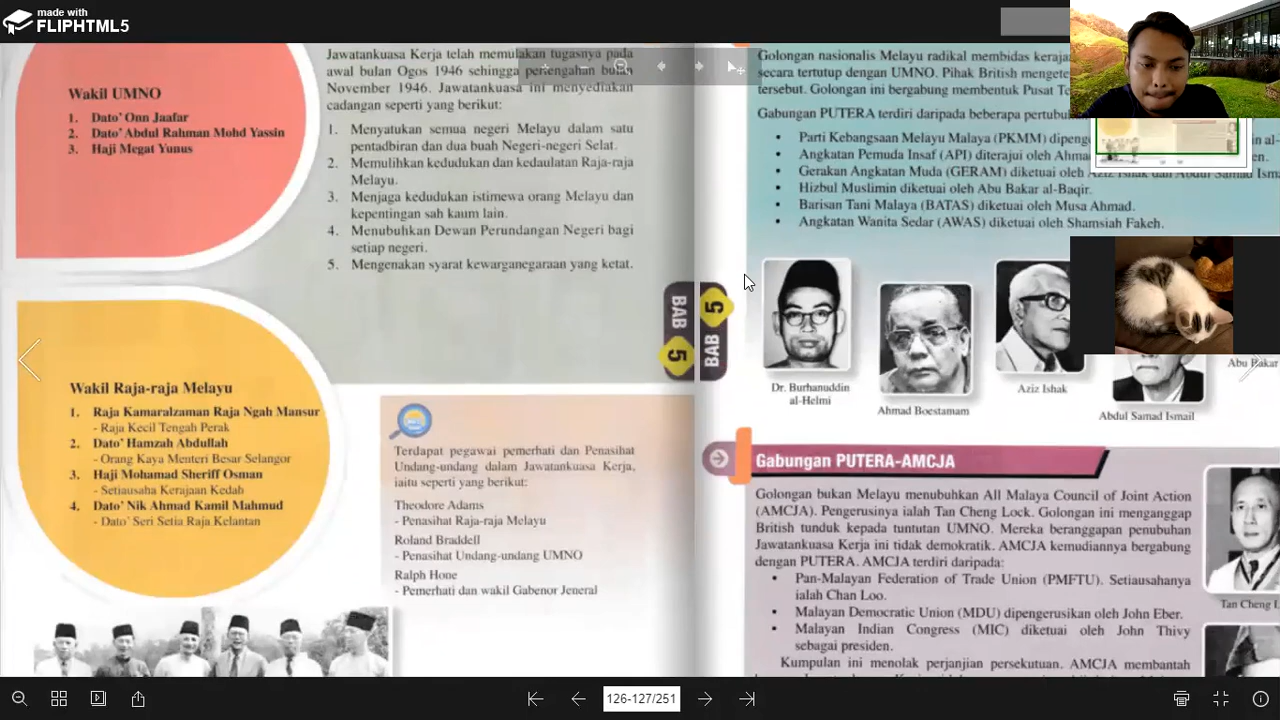 made with
FLIPHTML5
Wakil UMNO
1. Dato' Onn Jaafar
2. Dato' Abdul Rahman Mohd Yassin
3. Haji Megat Yunus
Wakil Raja-raja Melayu
1. Raja Kamaralzaman Raja Ngah Mansur
- Raja Kecil Tengah Perak
2. Dato' Hamzah Abdullah
- Orang Kaya Menteri Besar Selangor
3. Haji Mohamad Sheriff Osman
- Setiausaha Kerajaan Kedah
4. Dato' Nik Ahmad Kamil Mahmud
- Dato' Seri Setia Raja Kelantan
Jawatankuasa Kerja telah memulakan tugasnya pada
awal bulan Ogos 1946 sehingga pertengahan bulan
November 1946. Jawatankuasa ini menyediakan
cadangan seperti yang berikut:
1. Menyatukan semua negeri Melayu dalam satu
pentadbiran dan dua buah Negeri-negeri Selat.
2. Memulihkan kedudukan dan kedaulatan Raja-raja
Melayu.
3. Menjaga kedudukan istimewa orang Melayu dan
kepentingan sah kaum lain.
4. Menubuhkan Dewan Perundangan Negeri bagi
setiap negeri.
5. Mengenakan syarat kewarganegaraan yang ketat.
Terdapat pegawai pemerhati dan Penasihat
Undang-undang dalam Jawatankuasa Kerja,
iaitu seperti yang berikut:
Theodore Adams
- Penasihat Raja-raja Melayu
Roland Braddell
- Penasihat Undang-undang UMNO
Ralph Hone
- Pemerhati dan wakil Gabenor Jeneral
BAB 5
BAB 5
Golongan nasionalis Melayu radikal membidas keraja
secara tertutup dengan UMNO. Pihak British menget
tersebut. Golongan ini bergabung membentuk Pusat Te
Gabungan PUTERA terdiri daripada beberapa pertubu
• Parti Kebangsaan Melayu Malaya (PKMM) dipeng
• Angkatan Pemuda Insaf (API) diterajui oleh Ahma
• Gerakan Angkatan Muda (GERAM) diketuai oleh Aziz Ishak dan Abdul Samad Isma
• Hizbul Muslimin diketuai oleh Abu Bakar al-Baqir.
• Barisan Tani Malaya (BATAS) diketuai oleh Musa Ahmad.
• Angkatan Wanita Sedar (AWAS) diketuai oleh Shamsiah Fakeh.
Dr. Burhanuddin
al-Helmi
Ahmad Boestamam
Aziz Ishak
Abdul Samad Ismail
Abu Bakar
Gabungan PUTERA-AMCJA
Golongan bukan Melayu menubuhkan All Malaya Council of Joint Action
(AMCJA). Pengerusinya ialah Tan Cheng Lock. Golongan ini menganggap
British tunduk kepada tuntutan UMNO. Mereka beranggapan penubuhan
Jawatankuasa Kerja ini tidak demokratik. AMCJA kemudiannya bergabung
dengan PUTERA. AMCJA terdiri daripada:
• Pan-Malayan Federation of Trade Union (PMFTU). Setiausahanya
ialah Chan Loo.
• Malayan Democratic Union (MDU) dipengerusikan oleh John Eber.
• Malayan Indian Congress (MIC) diketuai oleh John Thivy
sebagai presiden.
Kumpulan ini menolak perjanjian persekutuan. AMCJA membantah
Tan Cheng L
126-127/251